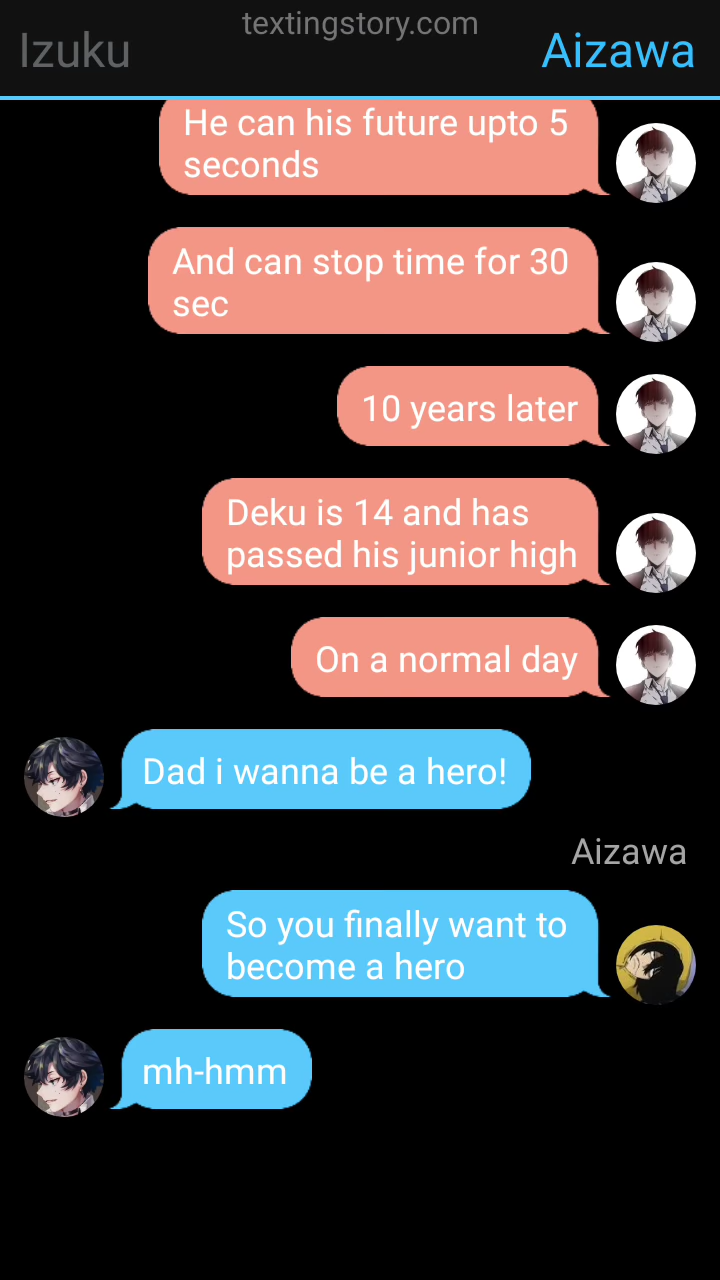 textingstory.com
Izuku
Aizawa
He can his future upto 5
seconds
And can stop time for 30
sec
10 years later
Deku is 14 and has
passed his junior high
On a normal day
Dad i wanna be a hero!
Aizawa
So you finally want to
become a hero
mh-hmm